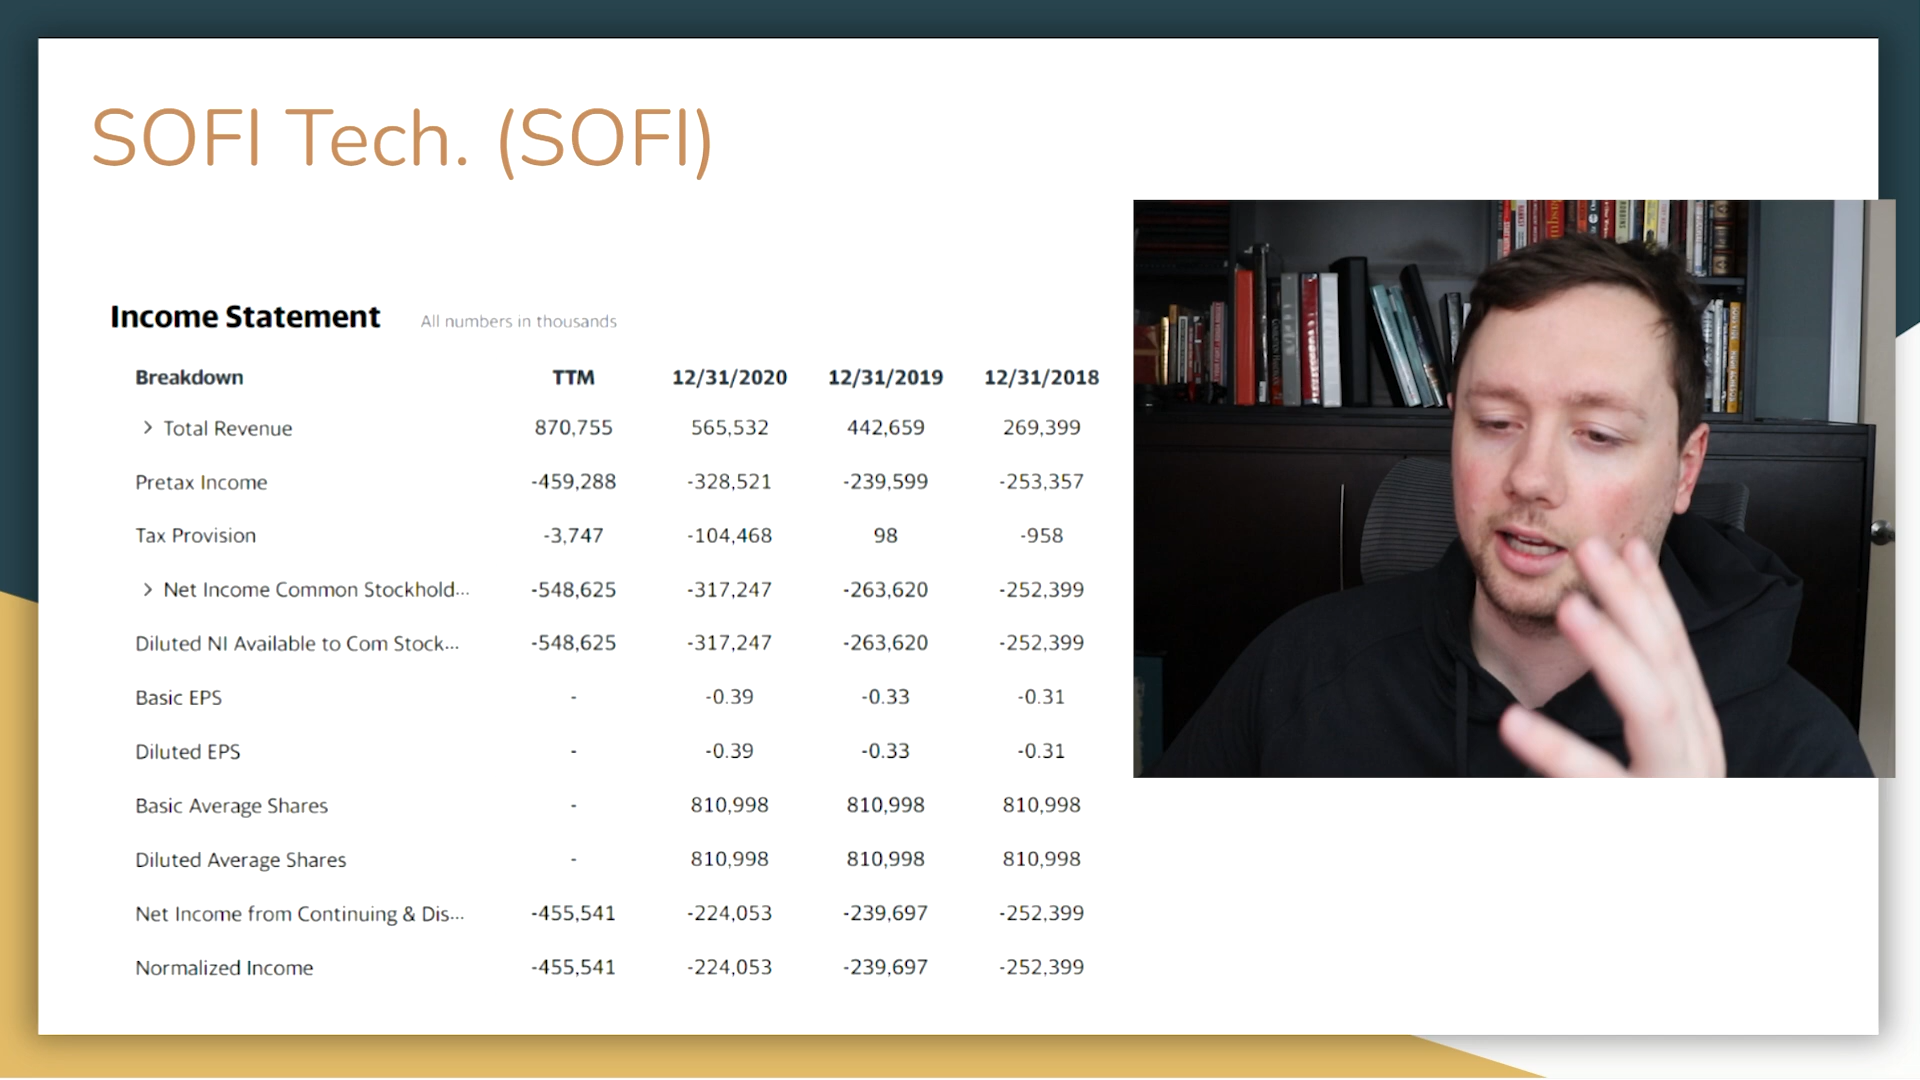 SOFI Tech. (SOFI)
Income Statement All numbers in thousands
Breakdown TTM 12/31/2020 12/31/2019 12/31/2018
Total Revenue 870,755 565,532 442,659 269,399
Pretax Income -459,288 -328,521 -239,599 -253,357
Tax Provision -3,747 -104,468 98 -958
Net Income Common Stockhold... -548,625 -317,247 -263,620 -252,399
Diluted NI Available to Com Stock... -548,625 -317,247 -263,620 -252,399
Basic EPS - -0.39 -0.33 -0.31
Diluted EPS - -0.39 -0.33 -0.31
Basic Average Shares - 810,998 810,998 810,998
Diluted Average Shares - 810,998 810,998 810,998
Net Income from Continuing & Dis... -455,541 -224,053 -239,697 -252,399
Normalized Income -455,541 -224,053 -239,697 -252,399